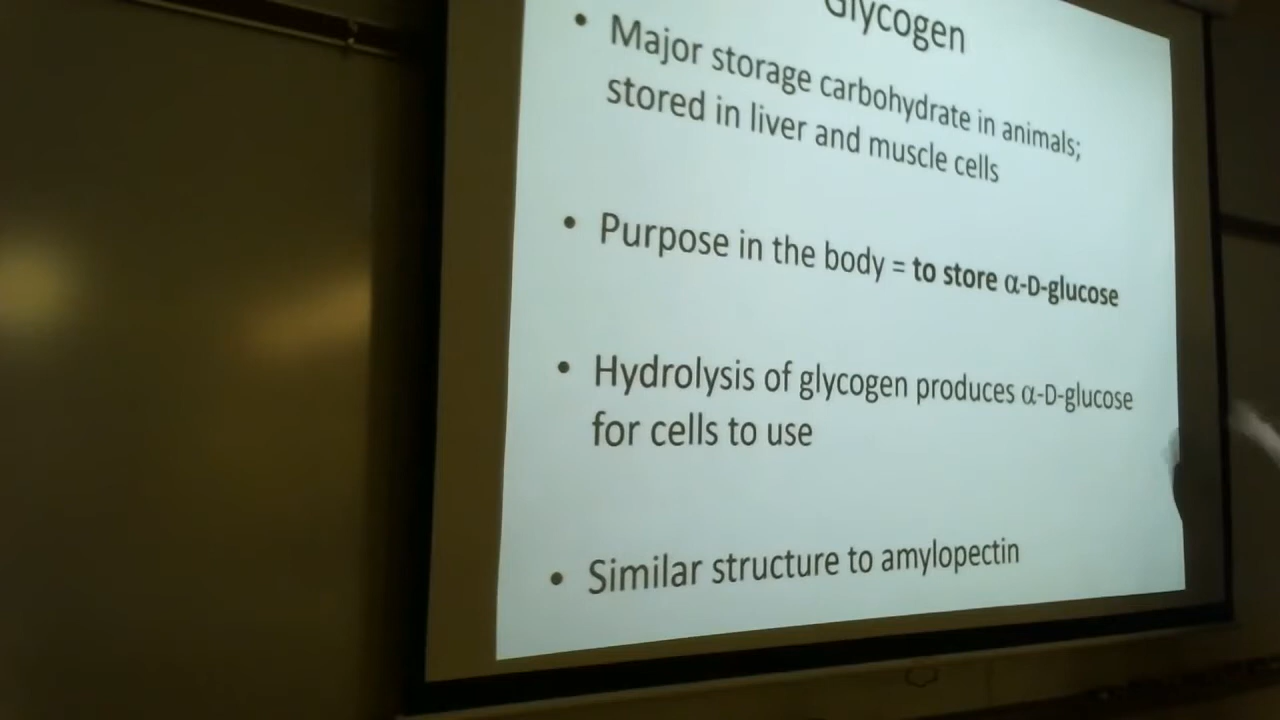 Glycogen
• Major storage carbohydrate in animals;
stored in liver and muscle cells
• Purpose in the body = to store α-D-glucose
• Hydrolysis of glycogen produces α-D-glucose
for cells to use
• Similar structure to amylopectin